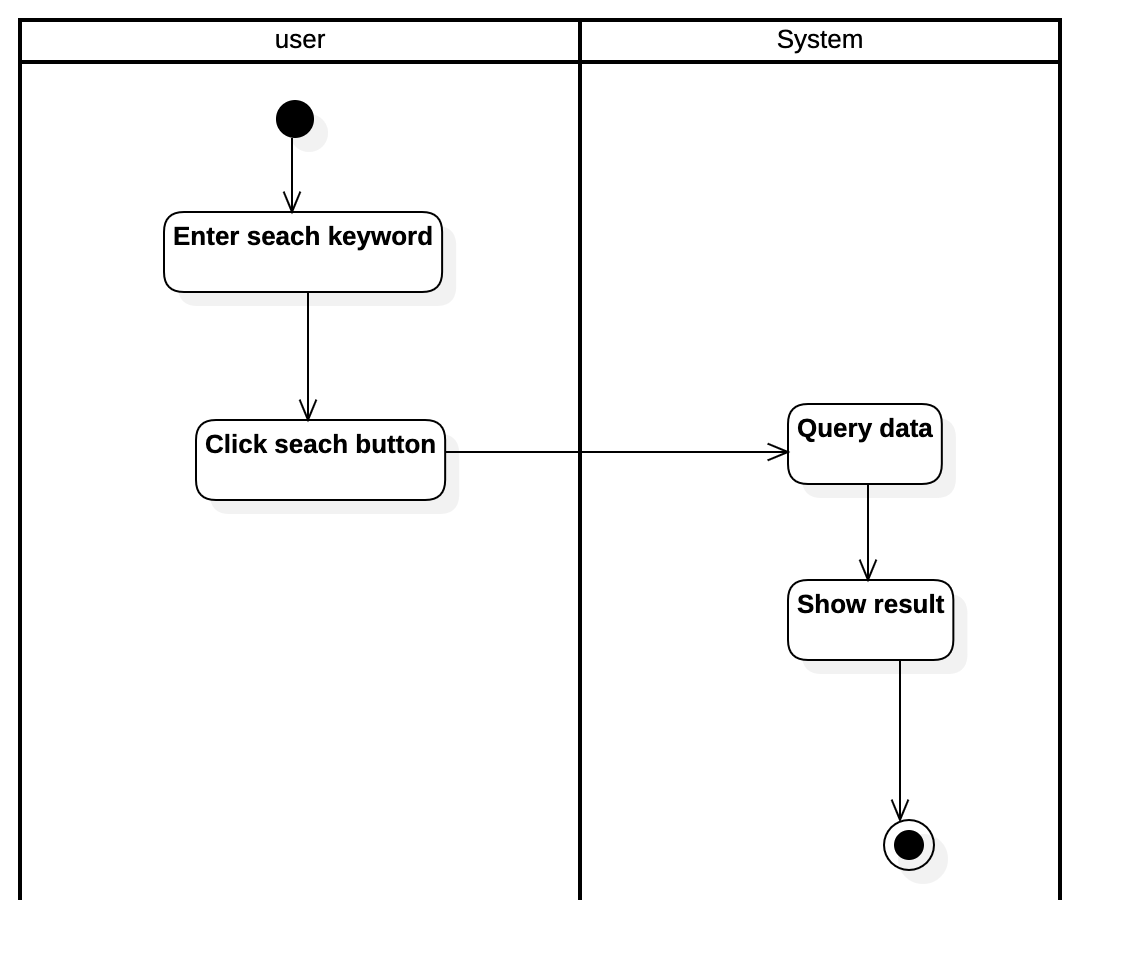 user
System
Enter seach keyword
Click seach button
Query data
Show result